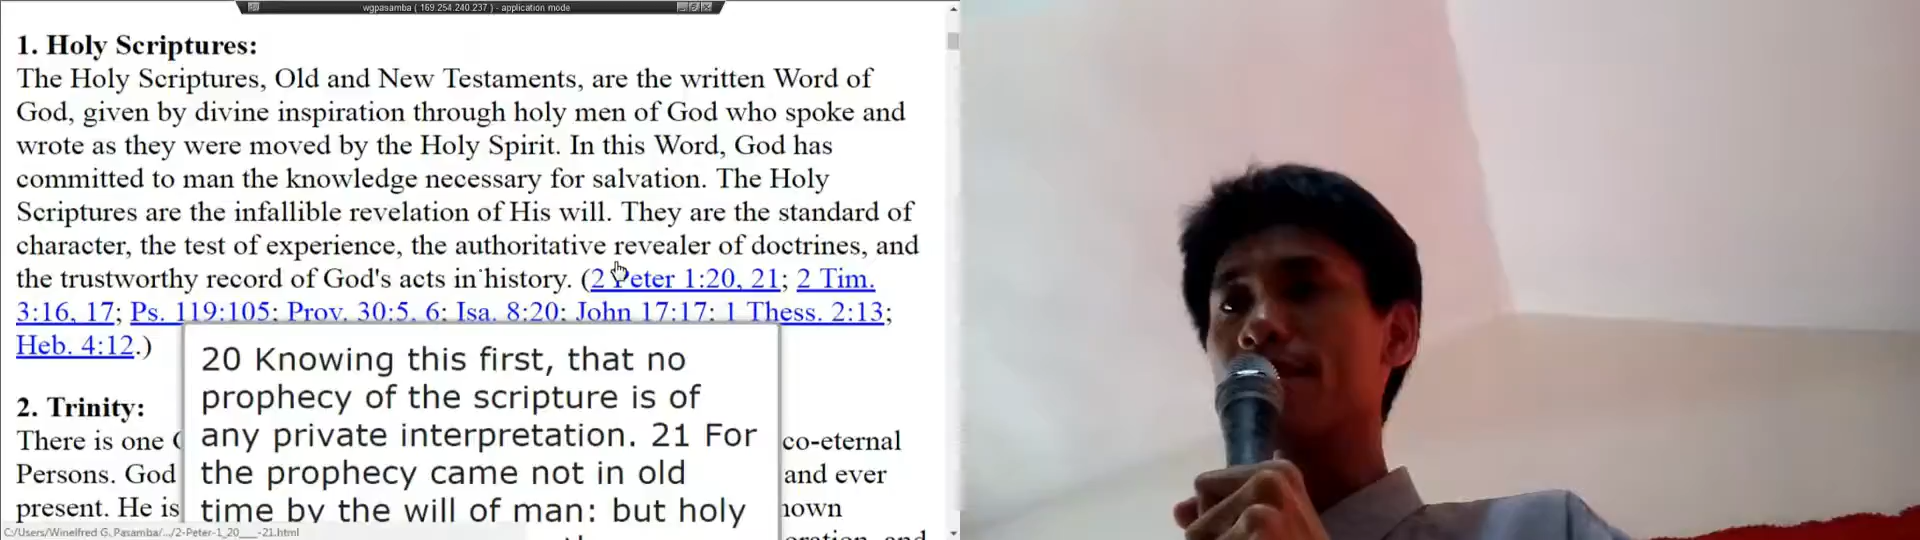 wgpasamba ( 169.254.240.237 ) - application mode
1. Holy Scriptures:
The Holy Scriptures, Old and New Testaments, are the written Word of
God, given by divine inspiration through holy men of God who spoke and
wrote as they were moved by the Holy Spirit. In this Word, God has
committed to man the knowledge necessary for salvation. The Holy
Scriptures are the infallible revelation of His will. They are the standard of
character, the test of experience, the authoritative revealer of doctrines, and
the trustworthy record of God's acts in history. (2 Peter 1:20, 21; 2 Tim.
3:16, 17; Ps. 119:105; Prov. 30:5, 6; Isa. 8:20; John 17:17; 1 Thess. 2:13;
Heb. 4:12.)
20 Knowing this first, that no
prophecy of the scripture is of
any private interpretation. 21 For
the prophecy came not in old
time by the will of man: but holy
2. Trinity:
There is one co-eternal
Persons. God and ever
present. He is
C:/Users/Winelfred G. Pasamba/.../2-Peter-1_20___-21.html